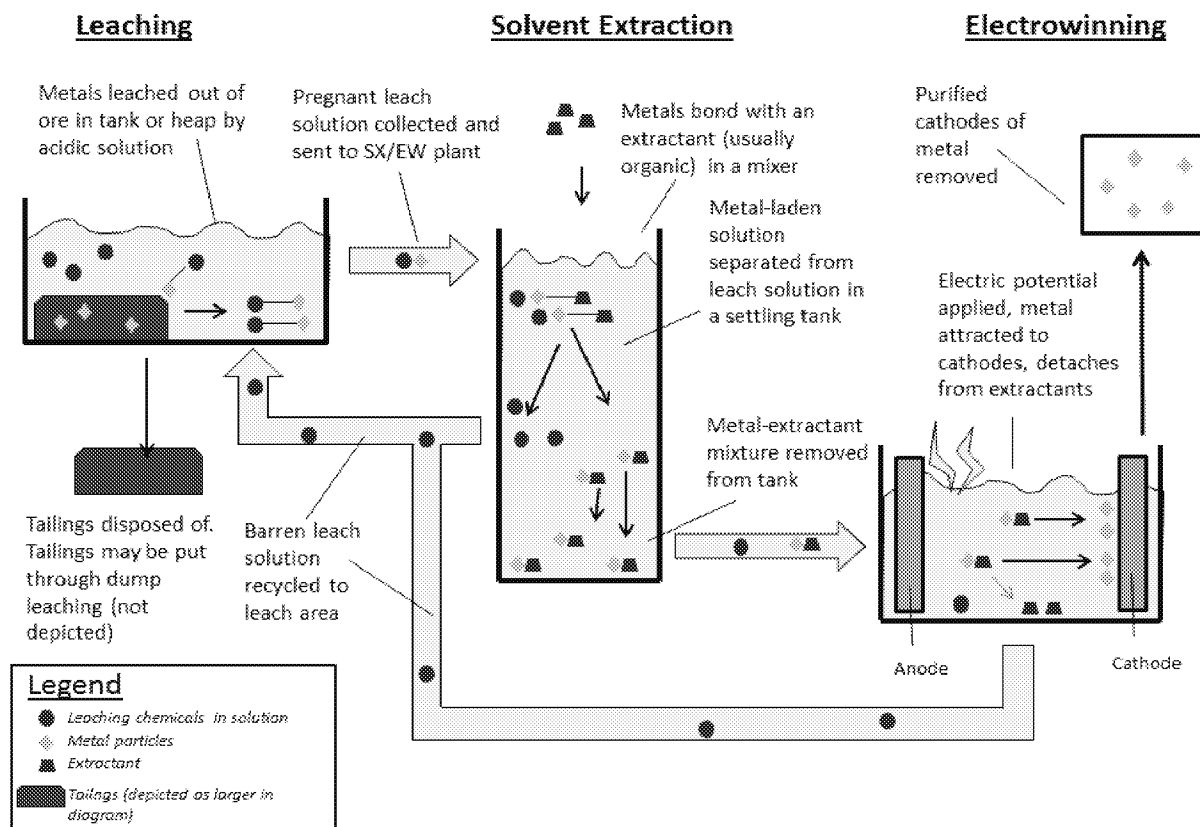 Leaching
Solvent Extraction
Electrowinning
Metals leached out of
ore in tank or heap by
acidic solution
Pregnant leach
solution collected and
sent to SX/EW plant
Metals bond with an
extractant (usually
organic) in a mixer
Metal-laden
solution
separated from
leach solution in
a settling tank
Purified
cathodes of
metal
removed
Electric potential
applied, metal
attracted to
cathodes, detaches
from extractants
Metal-extractant
mixture removed
from tank
Tailings disposed of.
Tailings may be put
through dump
leaching (not
depicted)
Barren leach
solution
recycled to
leach area
Anode
Cathode
Legend
Leaching chemicals in solution
Metal particles
Extractant
Tailngs (depicted as larger in
diagram)